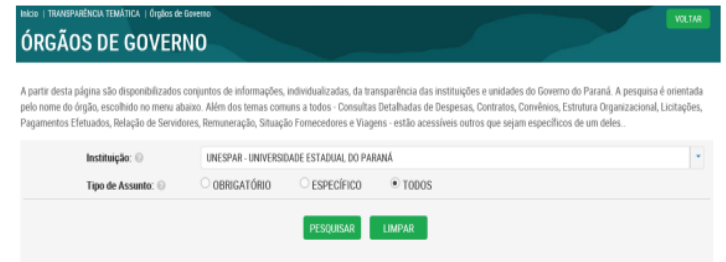 Início | TRANSPARÊNCIA TEMÁTICA | Órgãos de Governo
VOLTAR
ÓRGÃOS DE GOVERNO
A partir desta página são disponibilizados conjuntos de informações, individualizadas, da transparência das instituições e unidades do Governo do Paraná. A pesquisa é orientada
pelo nome do órgão, escolhido no menu abaixo. Além dos temas comuns a todos - Consultas Detalhadas de Despesas, Contratos, Convênios, Estrutura Organizacional, Licitações,
Pagamentos Efetuados, Relação de Servidores, Remuneração, Situação Fornecedores e Viagens - estão acessíveis outros que sejam específicos de um deles..
Instituição: UNESPAR - UNIVERSIDADE ESTADUAL DO PARANÁ
Tipo de Assunto: OBRIGATÓRIO ESPECÍFICO TODOS
PESQUISAR LIMPAR